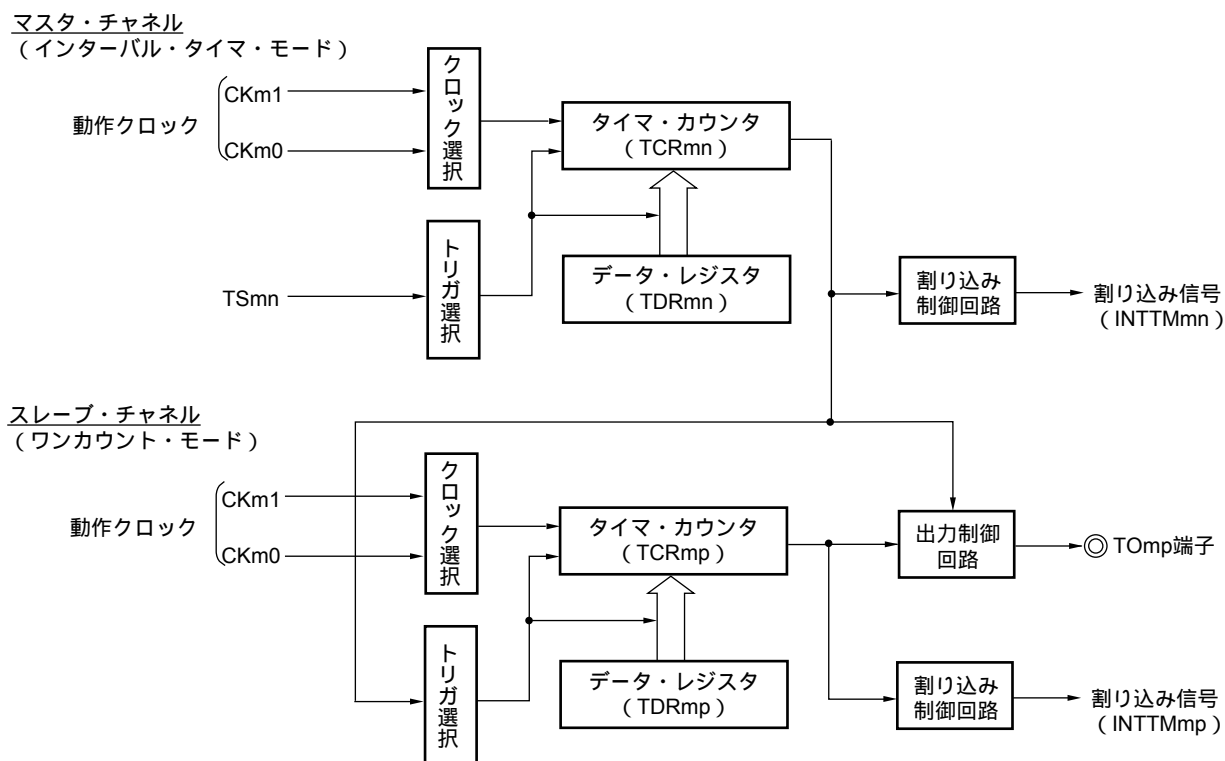 マスタ・チャネル
（インターバル・タイマ・モード）
動作クロック
CKm1
CKm0
クロック選択
タイマ・カウンタ
（TCRmn）
TSmn
トリガ選択
データ・レジスタ
（TDRmn）
割り込み
制御回路
割り込み信号
（INTTMmn）
スレーブ・チャネル
（ワンカウント・モード）
動作クロック
CKm1
CKm0
クロック選択
タイマ・カウンタ
（TCRmp）
出力制御
回路
TOmp端子
トリガ選択
データ・レジスタ
（TDRmp）
割り込み
制御回路
割り込み信号
（INTTMmp）